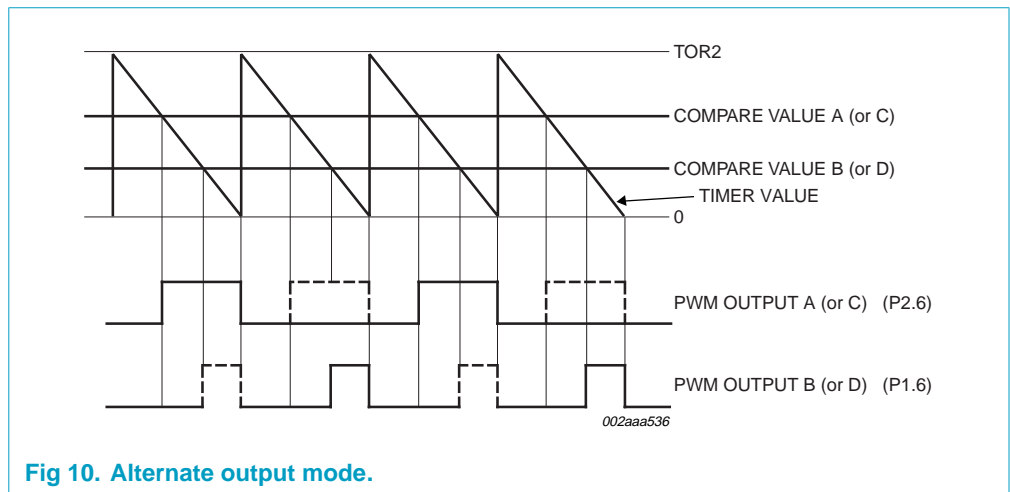 TOR2
COMPARE VALUE A (or C)
COMPARE VALUE B (or D)
TIMER VALUE
0
PWM OUTPUT A (or C) (P2.6)
PWM OUTPUT B (or D) (P1.6)
002aaa536
Fig 10. Alternate output mode.